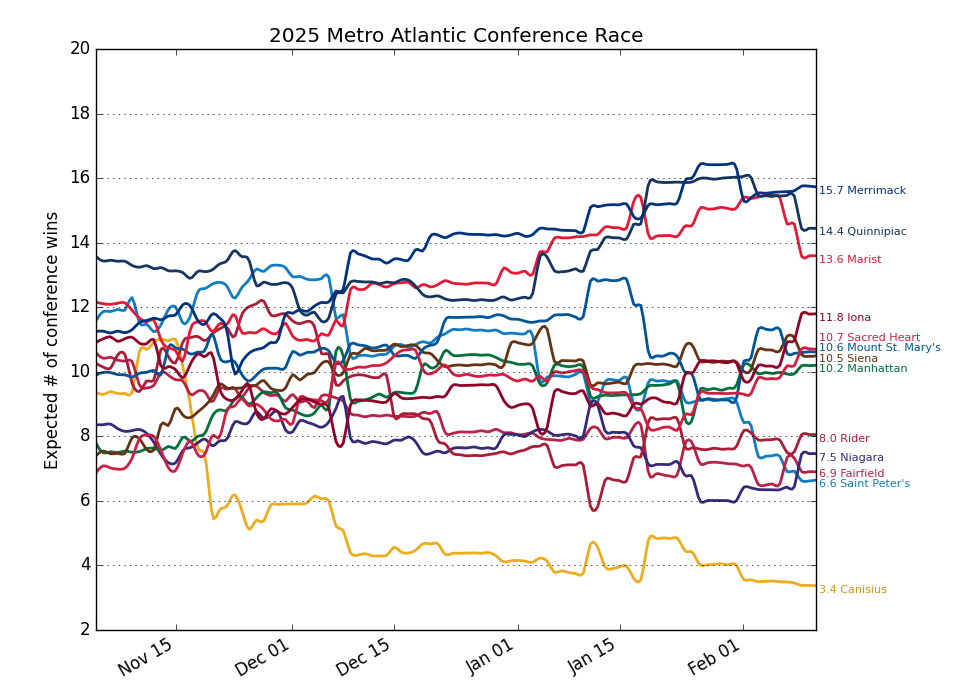 2025 Metro Atlantic Conference Race
Expected # of conference wins
20
18
16
14
12
10
8
6
4
2
15.7 Merrimack
14.4 Quinnipiac
13.6 Marist
11.8 Iona
10.7 Sacred Heart
10.6 Mount St. Mary's
10.5 Siena
10.2 Manhattan
8.0 Rider
7.5 Niagara
6.9 Fairfield
6.6 Saint Peter's
3.4 Canisius
Nov 15
Dec 01
Dec 15
Jan 01
Jan 15
Feb 01